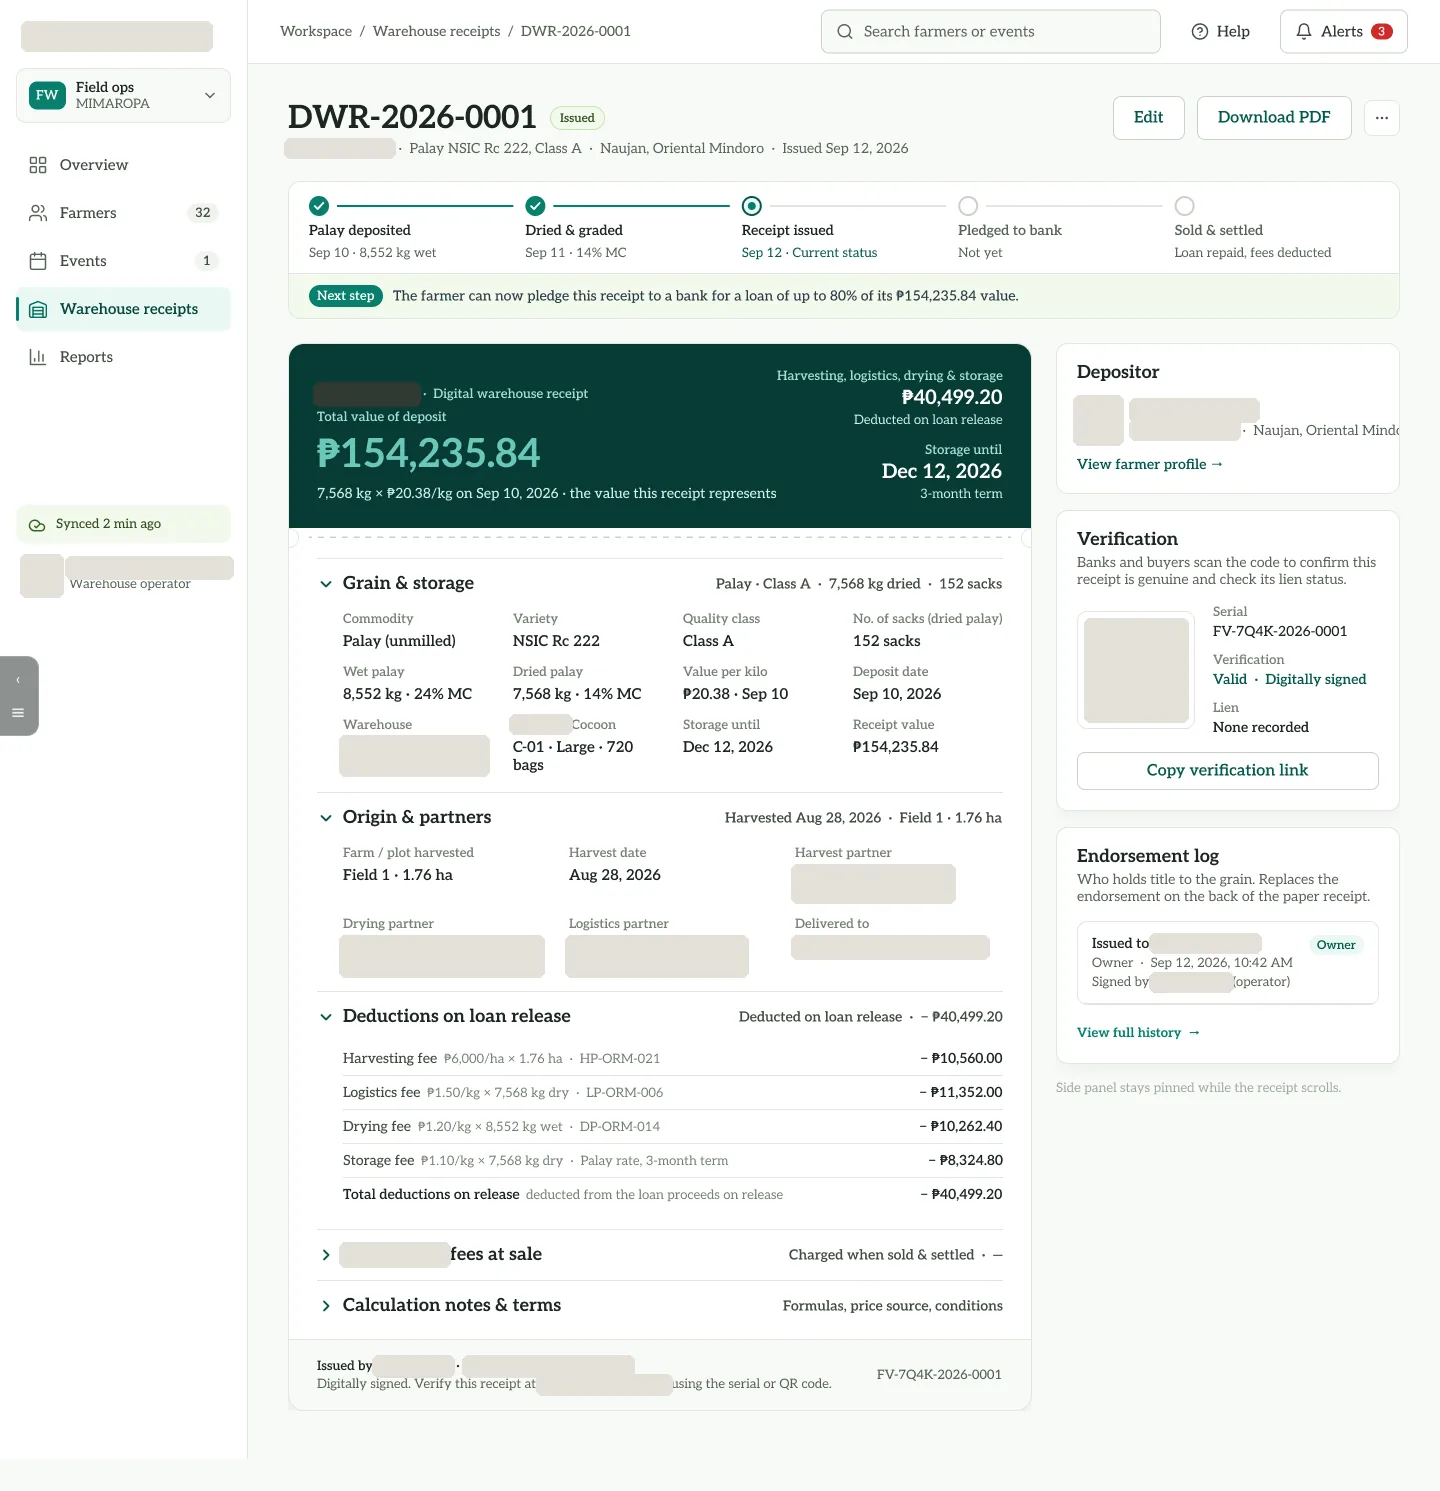 Workspace / Warehouse receipts / DWR-2026-0001
Search farmers or events
Help
Alerts 3
FW
Field ops
MIMAROPA
Overview
Farmers 32
Events 1
Warehouse receipts
Reports
Synced 2 min ago
Warehouse operator
DWR-2026-0001 Issued
Edit
Download PDF
· Palay NSIC Rc 222, Class A · Naujan, Oriental Mindoro · Issued Sep 12, 2026
Palay deposited
Sep 10 · 8,552 kg wet
Dried & graded
Sep 11 · 14% MC
Receipt issued
Sep 12 · Current status
Pledged to bank
Not yet
Sold & settled
Loan repaid, fees deducted
Next step The farmer can now pledge this receipt to a bank for a loan of up to 80% of its ₱154,235.84 value.
· Digital warehouse receipt
Total value of deposit
₱154,235.84
7,568 kg × ₱20.38/kg on Sep 10, 2026 · the value this receipt represents
Harvesting, logistics, drying & storage
₱40,499.20
Deducted on loan release
Storage until
Dec 12, 2026
3-month term
Grain & storage Palay · Class A · 7,568 kg dried · 152 sacks
Commodity Variety Quality class No. of sacks (dried palay)
Palay (unmilled) NSIC Rc 222 Class A 152 sacks
Wet palay Dried palay Value per kilo Deposit date
8,552 kg · 24% MC 7,568 kg · 14% MC ₱20.38 · Sep 10 Sep 10, 2026
Warehouse Cocoon Storage until Receipt value
C-01 · Large · 720 Dec 12, 2026 ₱154,235.84
bags
Origin & partners Harvested Aug 28, 2026 · Field 1 · 1.76 ha
Farm / plot harvested Harvest date Harvest partner
Field 1 · 1.76 ha Aug 28, 2026
Drying partner Logistics partner Delivered to
Deductions on loan release Deducted on loan release · − ₱40,499.20
Harvesting fee ₱6,000/ha × 1.76 ha · HP-ORM-021 − ₱10,560.00
Logistics fee ₱1.50/kg × 7,568 kg dry · LP-ORM-006 − ₱11,352.00
Drying fee ₱1.20/kg × 8,552 kg wet · DP-ORM-014 − ₱10,262.40
Storage fee ₱1.10/kg × 7,568 kg dry · Palay rate, 3-month term − ₱8,324.80
Total deductions on release deducted from the loan proceeds on release − ₱40,499.20
fees at sale Charged when sold & settled · —
Calculation notes & terms Formulas, price source, conditions
Issued by ·
Digitally signed. Verify this receipt at using the serial or QR code.
FV-7Q4K-2026-0001
Depositor
· Naujan, Oriental
View farmer profile →
Verification
Banks and buyers scan the code to confirm this
receipt is genuine and check its lien status.
Serial
FV-7Q4K-2026-0001
Verification
Valid · Digitally signed
Lien
None recorded
Copy verification link
Endorsement log
Who holds title to the grain. Replaces the
endorsement on the back of the paper receipt.
Issued to Owner
Owner · Sep 12, 2026, 10:42 AM
Signed by (operator)
View full history →
Side panel stays pinned while the receipt scrolls.